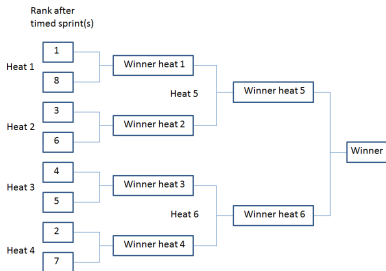 Rank after
timed sprint(s)
1
Heat 1
Winner heat 1
8
Heat 5
Winner heat 5
3
Heat 2
Winner heat 2
6
Winner
4
Heat 3
Winner heat 3
5
Heat 6
Winner heat 6
2
Heat 4
Winner heat 4
7